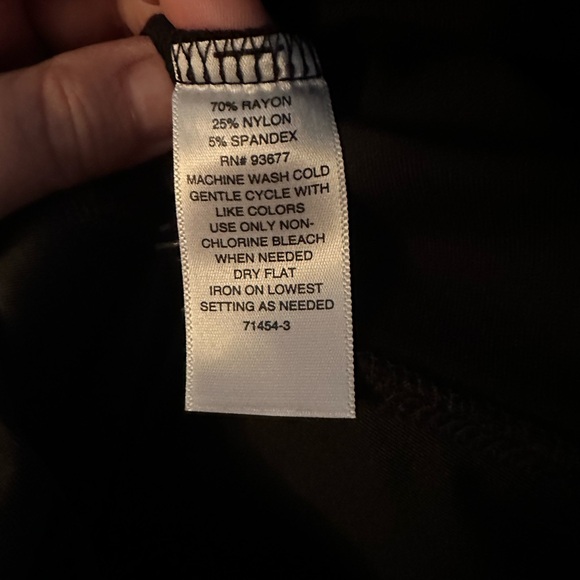 70% RAYON
25% NYLON
5% SPANDEX
RN# 93677
MACHINE WASH COLD
GENTLE CYCLE WITH
LIKE COLORS
USE ONLY NON-
CHLORINE BLEACH
WHEN NEEDED
DRY FLAT
IRON ON LOWEST
SETTING AS NEEDED
71454-3